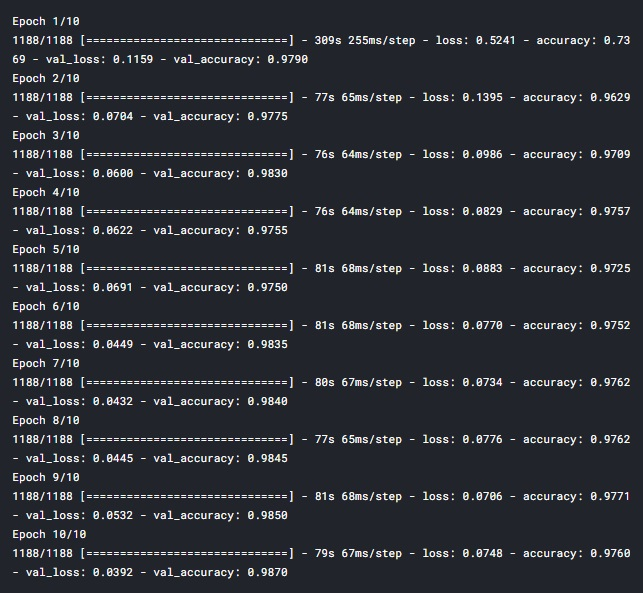 Epoch 1/10
1188/1188 [==============================] - 309s 255ms/step - loss: 0.5241 - accuracy: 0.73
69 - val_loss: 0.1159 - val_accuracy: 0.9790
Epoch 2/10
1188/1188 [==============================] - 77s 65ms/step - loss: 0.1395 - accuracy: 0.9629
- val_loss: 0.0704 - val_accuracy: 0.9775
Epoch 3/10
1188/1188 [==============================] - 76s 64ms/step - loss: 0.0986 - accuracy: 0.9709
- val_loss: 0.0600 - val_accuracy: 0.9830
Epoch 4/10
1188/1188 [==============================] - 76s 64ms/step - loss: 0.0829 - accuracy: 0.9757
- val_loss: 0.0622 - val_accuracy: 0.9755
Epoch 5/10
1188/1188 [==============================] - 81s 68ms/step - loss: 0.0883 - accuracy: 0.9725
- val_loss: 0.0691 - val_accuracy: 0.9750
Epoch 6/10
1188/1188 [==============================] - 81s 68ms/step - loss: 0.0770 - accuracy: 0.9752
- val_loss: 0.0449 - val_accuracy: 0.9835
Epoch 7/10
1188/1188 [==============================] - 80s 67ms/step - loss: 0.0734 - accuracy: 0.9762
- val_loss: 0.0432 - val_accuracy: 0.9840
Epoch 8/10
1188/1188 [==============================] - 77s 65ms/step - loss: 0.0776 - accuracy: 0.9762
- val_loss: 0.0445 - val_accuracy: 0.9845
Epoch 9/10
1188/1188 [==============================] - 81s 68ms/step - loss: 0.0706 - accuracy: 0.9771
- val_loss: 0.0532 - val_accuracy: 0.9850
Epoch 10/10
1188/1188 [==============================] - 79s 67ms/step - loss: 0.0748 - accuracy: 0.9760
- val_loss: 0.0392 - val_accuracy: 0.9870